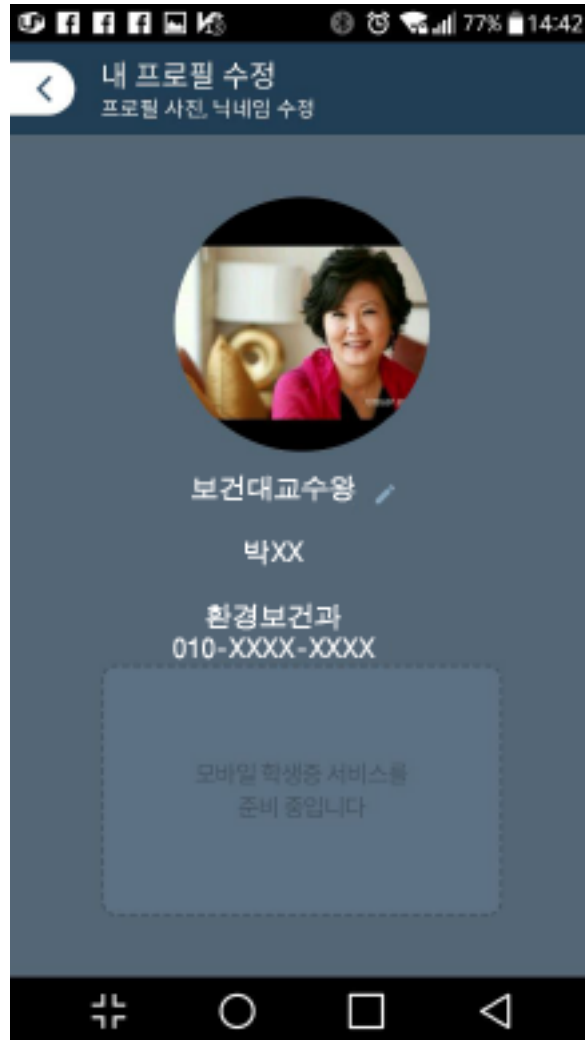 77% 14:42
내 프로필 수정
프로필 사진, 닉네임 수정
보건대교수왕
박XX
환경보건과
010-XXXX-XXXX
모바일 학생증 서비스를
준비 중입니다